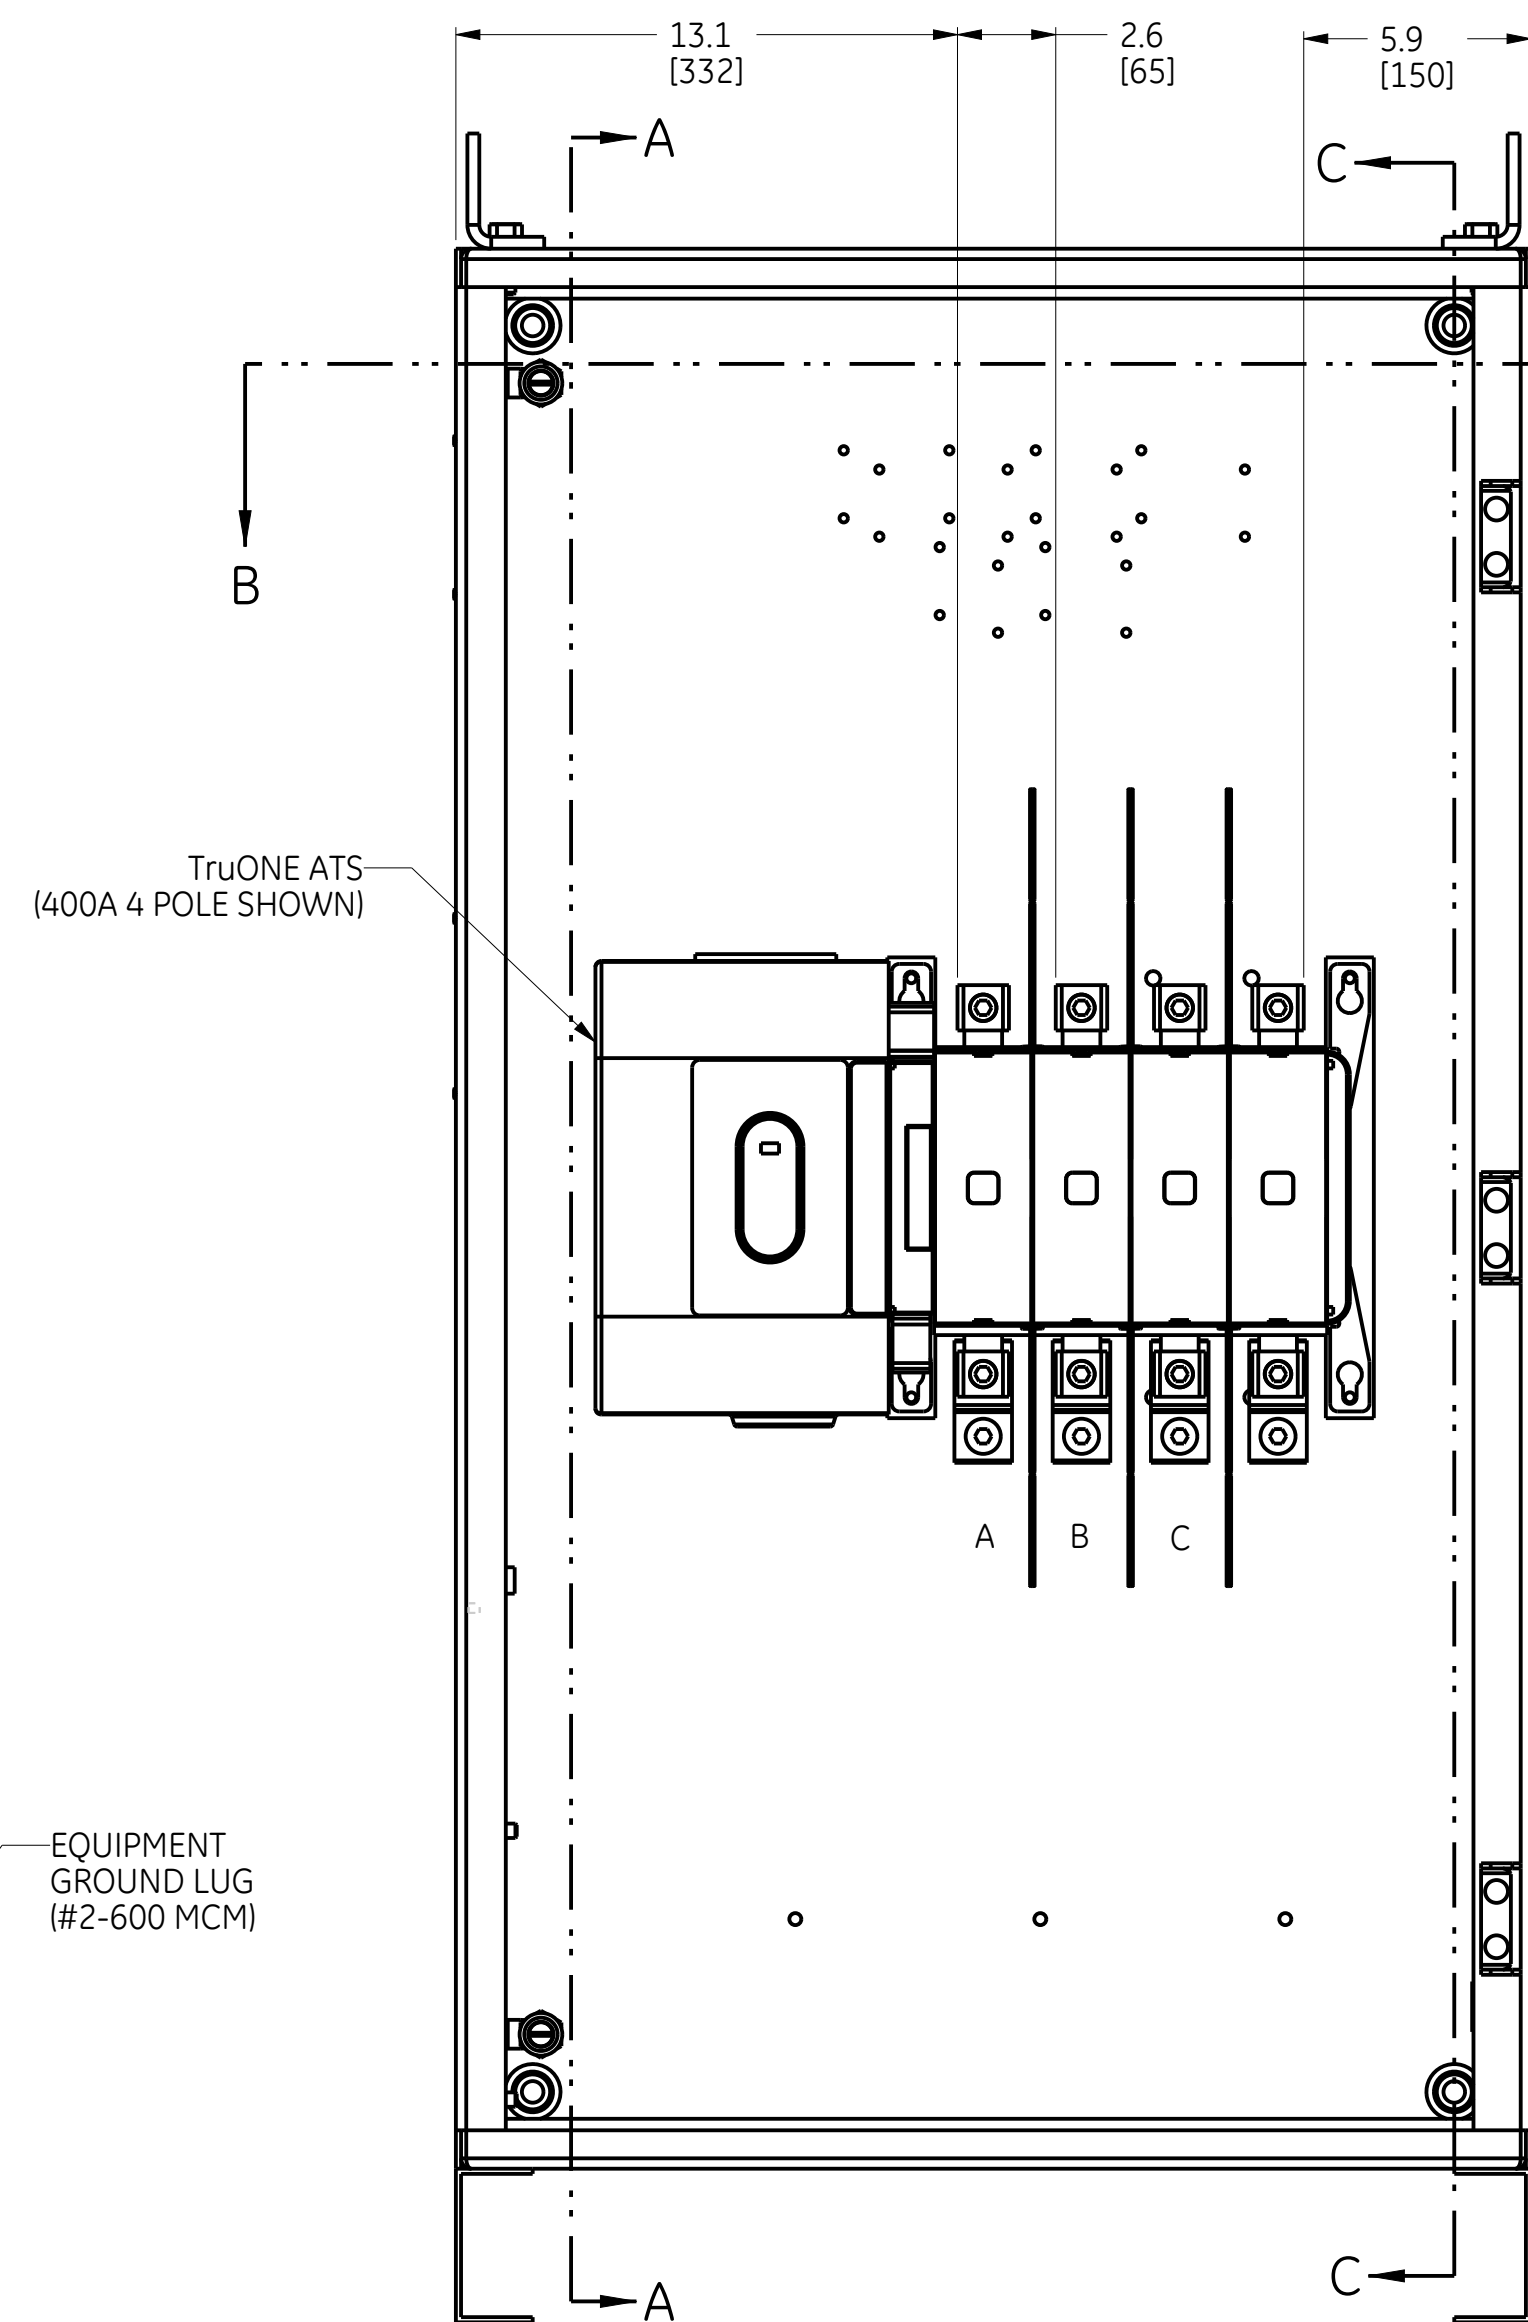 13.1
[332]
2.6
[65]
5.9
[150]
A
C
B
TruONE ATS
(400A 4 POLE SHOWN)
A B C
EQUIPMENT
GROUND LUG
(#2-600 MCM)
C
A